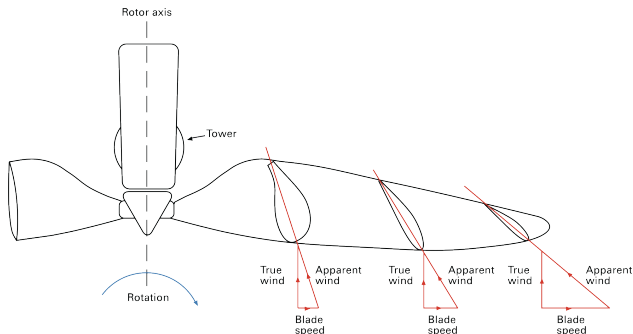 Rotor axis
Tower
True
wind
Apparent
wind
True
wind
Apparent
wind
True
wind
Apparent
wind
Rotation
Blade
speed
Blade
speed
Blade
speed